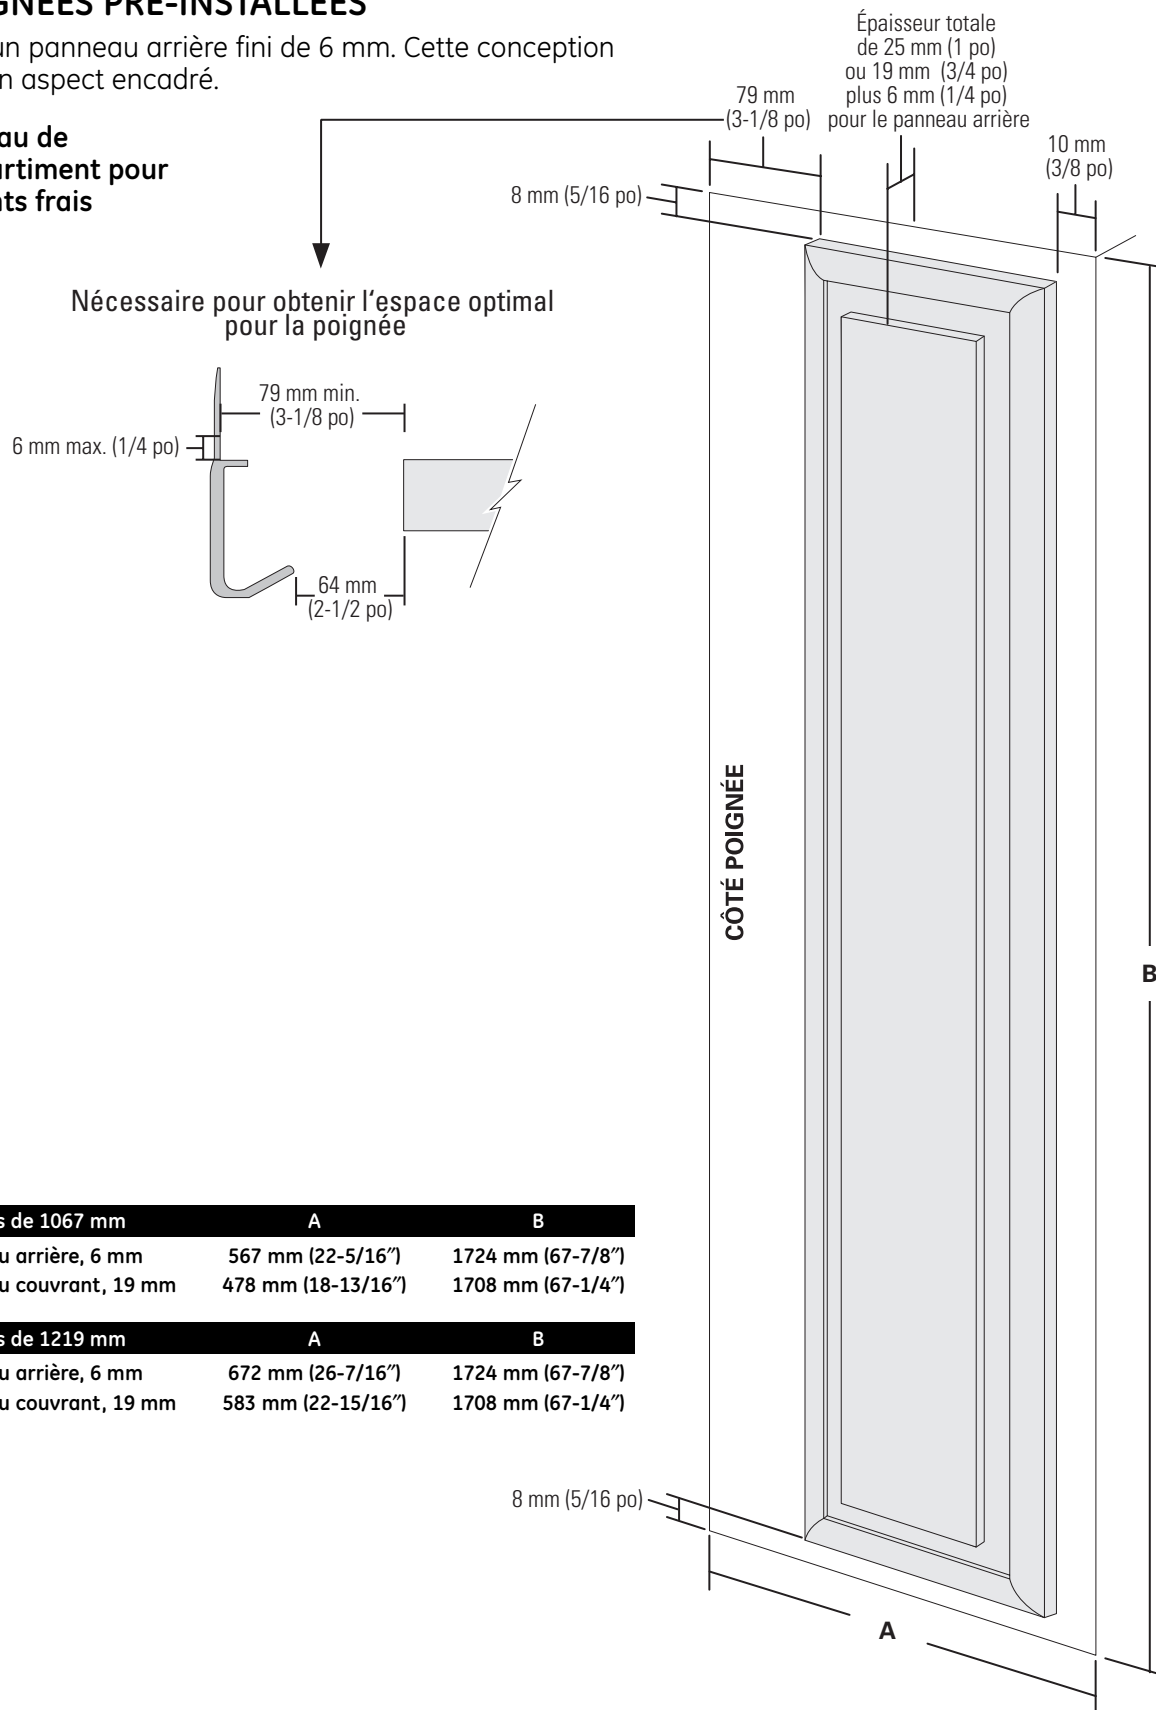 GNÉES PRÉ-INSTALLÉES
un panneau arrière fini de 6 mm. Cette conception
n aspect encadré.
au de
artiment pour
nts frais
Épaisseur totale
de 25 mm (1 po)
ou 19 mm (3/4 po)
plus 6 mm (1/4 po)
pour le panneau arrière
79 mm
(3-1/8 po)
10 mm
(3/8 po)
8 mm (5/16 po)
Nécessaire pour obtenir l'espace optimal
pour la poignée
79 mm min.
(3-1/8 po)
6 mm max. (1/4 po)
64 mm
(2-1/2 po)
CÔTÉ POIGNÉE
B
s de 1067 mm A B
u arrière, 6 mm 567 mm (22-5/16″) 1724 mm (67-7/8″)
u couvrant, 19 mm 478 mm (18-13/16″) 1708 mm (67-1/4″)
s de 1219 mm A B
u arrière, 6 mm 672 mm (26-7/16″) 1724 mm (67-7/8″)
u couvrant, 19 mm 583 mm (22-15/16″) 1708 mm (67-1/4″)
8 mm (5/16 po)
A